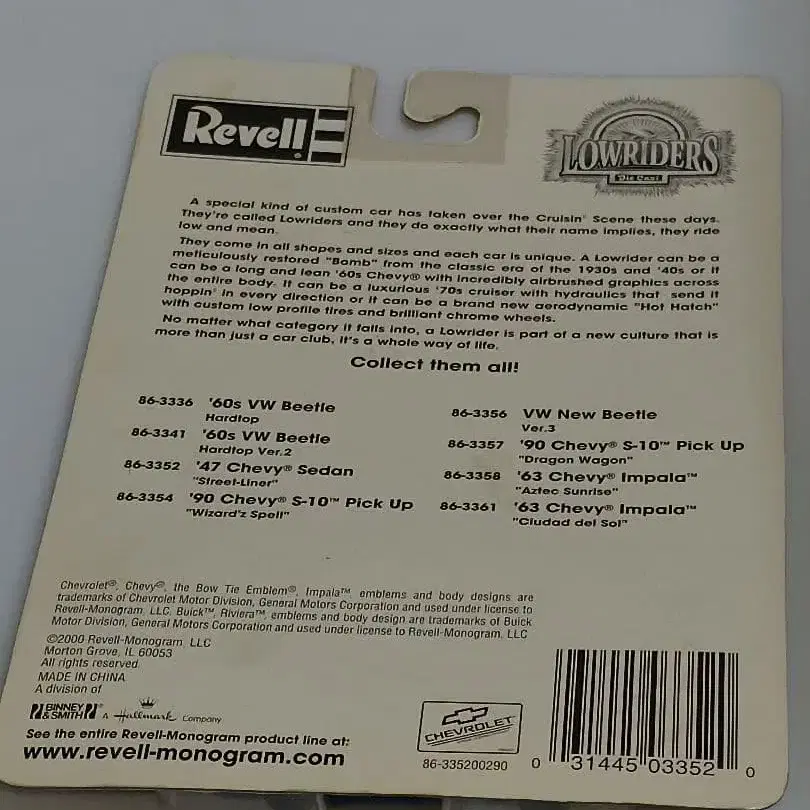 Revell®
LOWRIDERS
Die Cast
A special kind of custom car has taken over the Cruisin' Scene these days.
They're called Lowriders and they do exactly what their name implies, they ride
low and mean.
They come in all shapes and sizes and each car is unique. A Lowrider can be a
meticulously restored "Bomb" from the classic era of the 1930s and '40s or it
can be a long and lean '60s Chevy® with incredibly airbrushed graphics across
the entire body. It can be a luxurious '70s cruiser with hydraulics that send it
hoppin' in every direction or it can be a brand new aerodynamic "Hot Hatch"
with custom low profile tires and brilliant chrome wheels.
No matter what category it falls into, a Lowrider is part of a new culture that is
more than just a car club, it's a whole way of life.
Collect them all!
86-3336 '60s VW Beetle
Hardtop
86-3341 '60s VW Beetle
Hardtop Ver.2
86-3352 '47 Chevy® Sedan
"Street-Liner"
86-3354 '90 Chevy® S-10™ Pick Up
"Wizard'z Spell"
86-3356 VW New Beetle
Ver.3
86-3357 '90 Chevy® S-10™ Pick Up
"Dragon Wagon"
86-3358 '63 Chevy® Impala™
"Aztec Sunrise"
86-3361 '63 Chevy® Impala™
"Ciudad del Sol"
Chevrolet®, Chevy®, the Bow Tie Emblem®, Impala™, emblems and body designs are
trademarks of Chevrolet Motor Division, General Motors Corporation and used under license to
Revell-Monogram, LLC. Buick™, Riviera™, emblems and body design are trademarks of Buick
Motor Division, General Motors Corporation and used under license to Revell-Monogram, LLC
©2000 Revell-Monogram, LLC
Morton Grove, IL 60053
All rights reserved.
MADE IN CHINA
A division of
BINNEY
&SMITH
A Hallmark Company
See the entire Revell-Monogram product line at:
www.revell-monogram.com
CHEVROLET
86-335200290
0 31445 03352 0